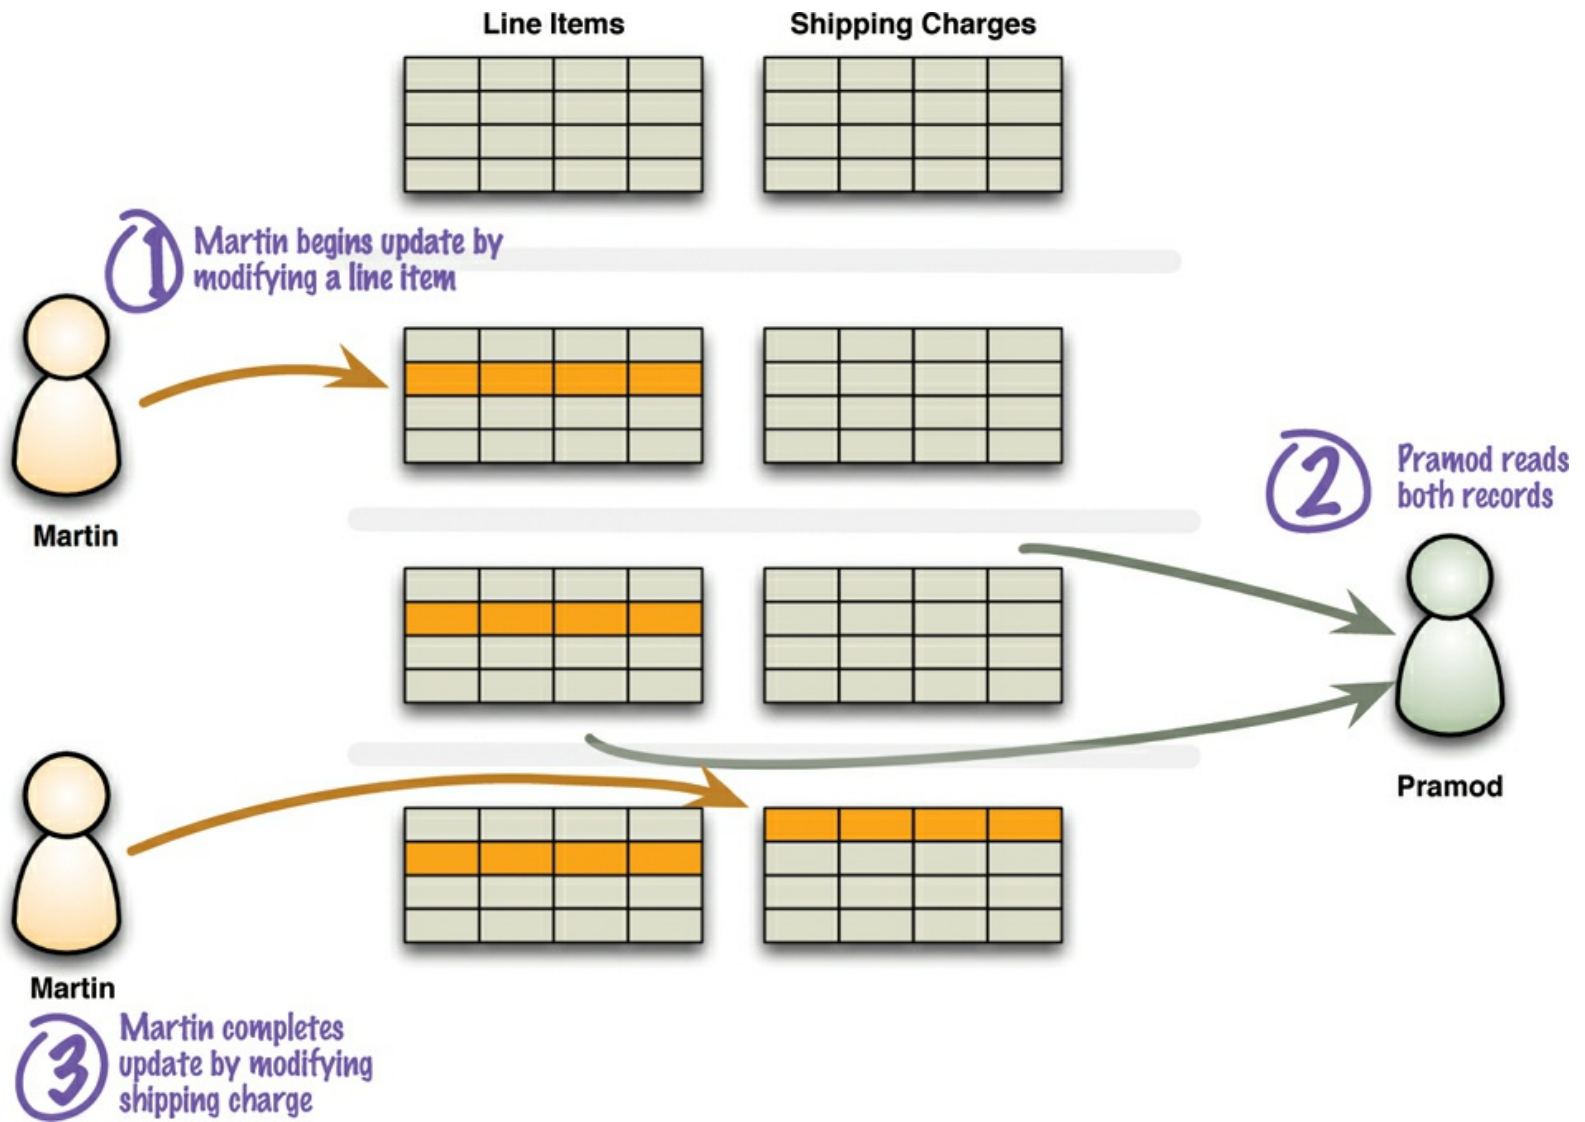 Line Items
Shipping Charges
1
Martin begins update by
modifying a line item
Martin
2
Pramod reads
both records
Pramod
Martin
3
Martin completes
update by modifying
shipping charge